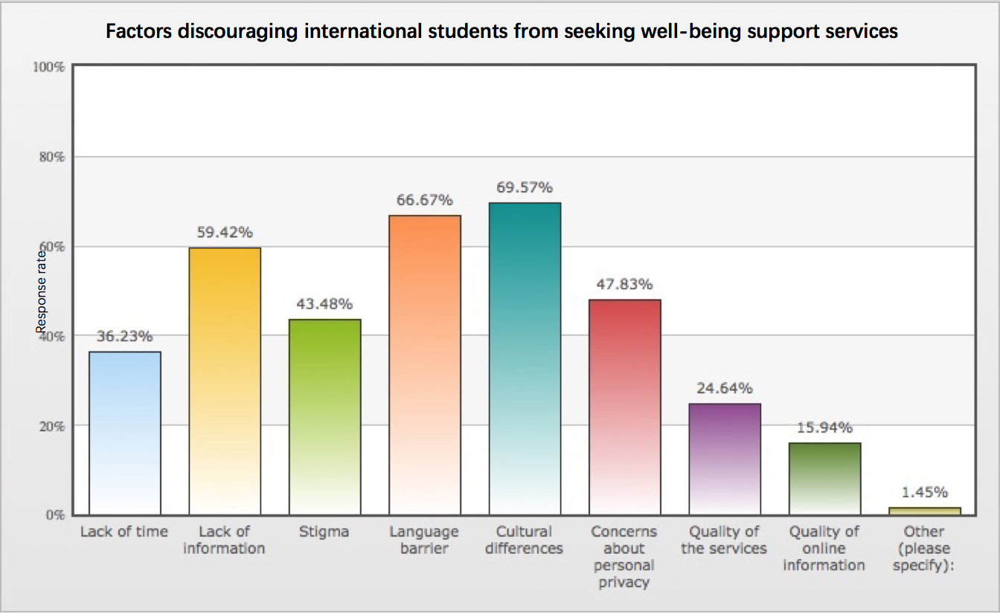 Factors discouraging international students from seeking well-being support services
100%
80%
60%
40%
20%
0%
Response rate
36.23%
59.42%
43.48%
66.67%
69.57%
47.83%
24.64%
15.94%
1.45%
Lack of time
Lack of
information
Stigma
Language
barrier
Cultural
differences
Concerns
about
personal
privacy
Quality of
the services
Quality of
online
information
Other
(please
specify):